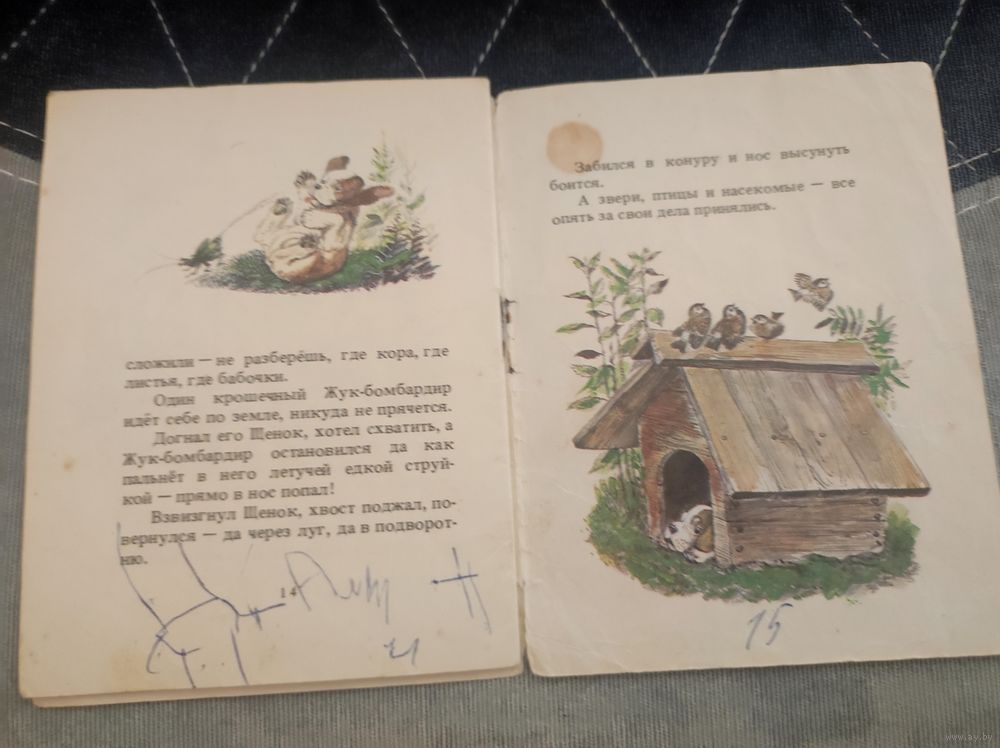 сложили — не разберёшь, где кора, где
листья, где бабочки.
Один крошечный Жук-бомбардир
идёт себе по земле, никуда не прячется.
Догнал его Щенок, хотел схватить, а
Жук-бомбардир остановился да как
пальнёт в него летучей едкой струй-
кой — прямо в нос попал!
Взвизгнул Щенок, хвост поджал, по-
вернулся — да через луг, да в подворот-
ню.
14
Забился в конуру и нос высунуть
боится.
А звери, птицы и насекомые — все
опять за свои дела принялись.
15
www.ay.by